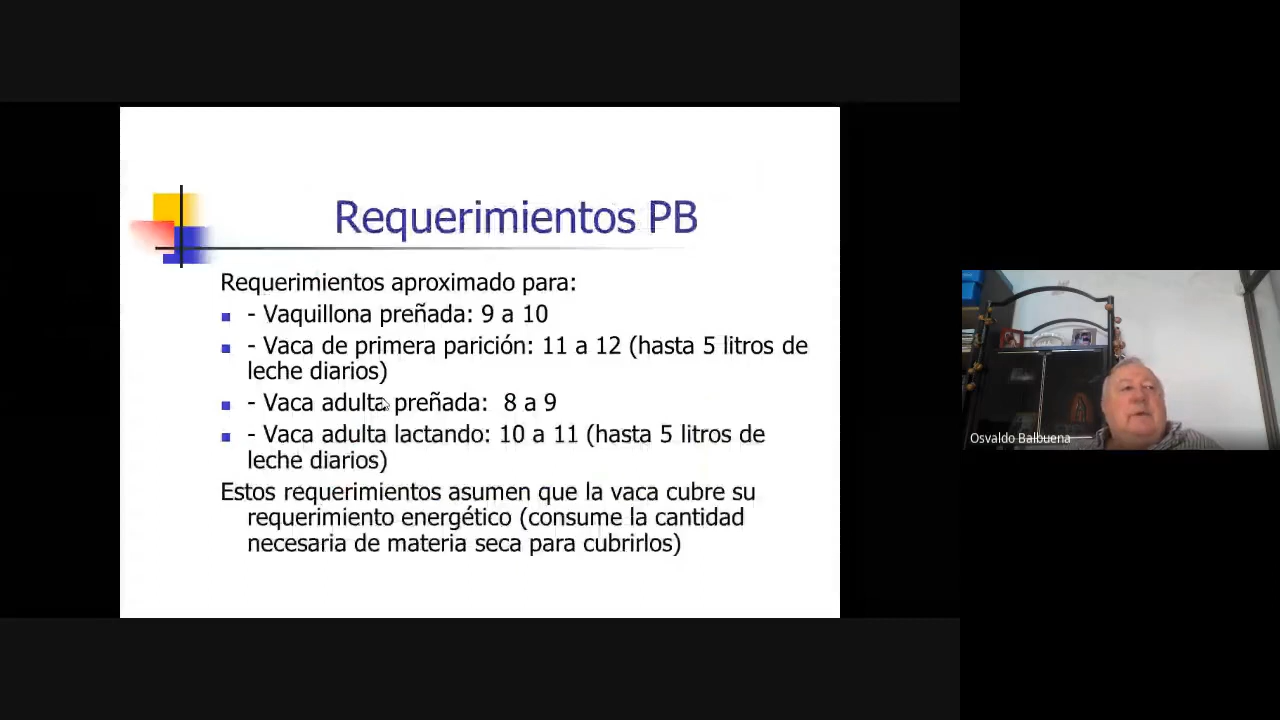 Requerimientos PB
Requerimientos aproximado para:
- Vaquillona preñada: 9 a 10
- Vaca de primera parición: 11 a 12 (hasta 5 litros de
leche diarios)
- Vaca adulta preñada: 8 a 9
- Vaca adulta lactando: 10 a 11 (hasta 5 litros de
leche diarios)
Estos requerimientos asumen que la vaca cubre su
requerimiento energético (consume la cantidad
necesaria de materia seca para cubrirlos)
Osvaldo Balbuena